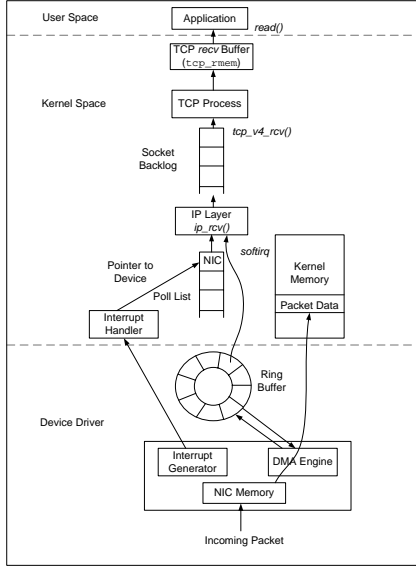 User Space
Application
read()
TCP recv Buffer
(tcp_rmem)
Kernel Space
TCP Process
tcp_v4_rcv()
Socket
Backlog
IP Layer
ip_rcv()
softirq
Pointer to
Device
NIC
Kernel
Memory
Poll List
Packet Data
Interrupt
Handler
Ring
Buffer
Device Driver
Interrupt
Generator
DMA Engine
NIC Memory
Incoming Packet